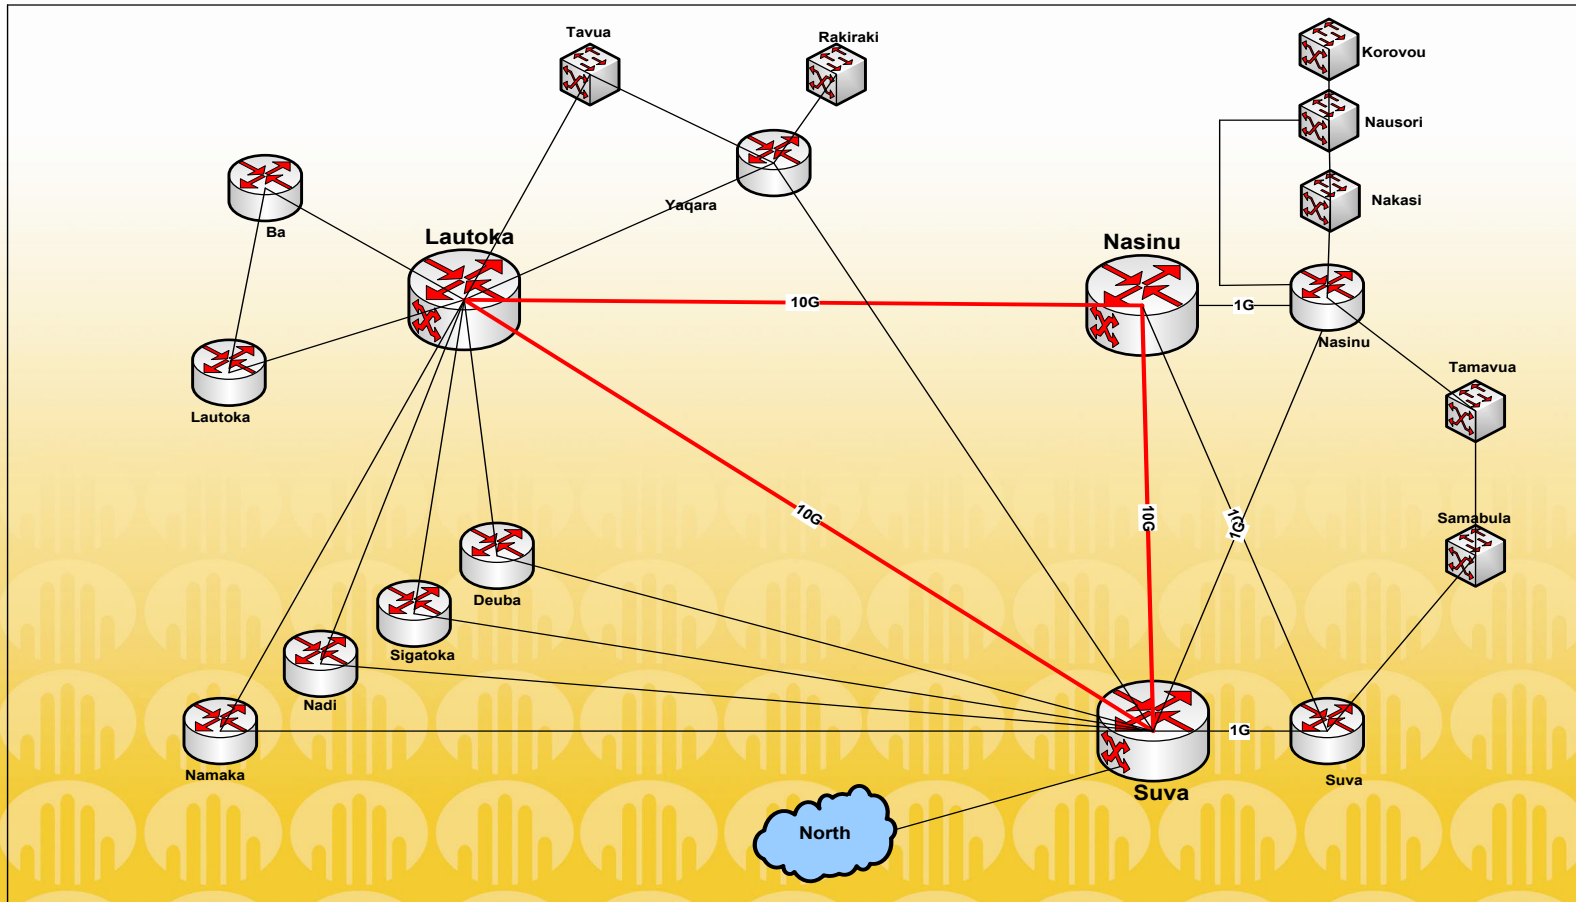 Tavua
Rakiraki
Korovou
Nausori
Nakasi
Yaqara
Ba
Lautoka
Nasinu
10G
1G
Nasinu
Tamavua
Lautoka
10G
10G
1G
1G
Samabula
Deuba
Sigatoka
Nadi
Namaka
1G
Suva
Suva
North